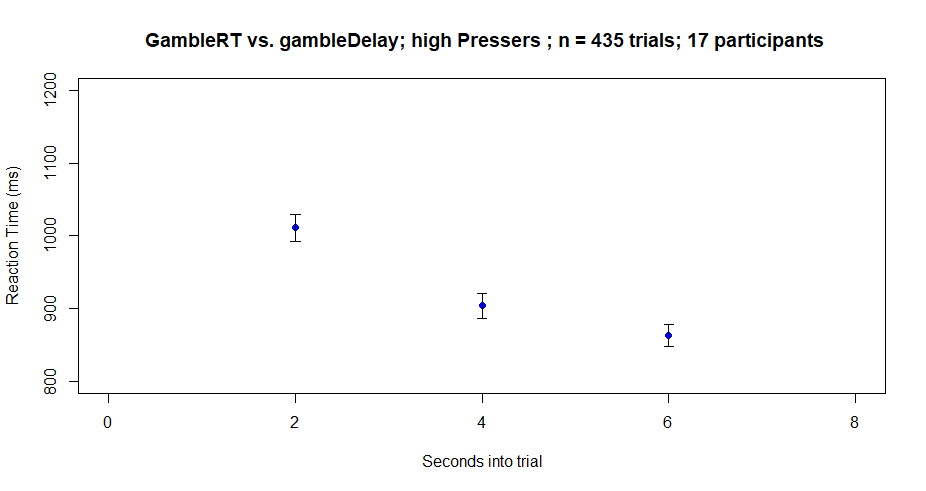 GambleRT vs. gambleDelay; high Pressers ; n = 435 trials; 17 participants
1200
1100
1000
900
800
Reaction Time (ms)
0 2 4 6 8
Seconds into trial